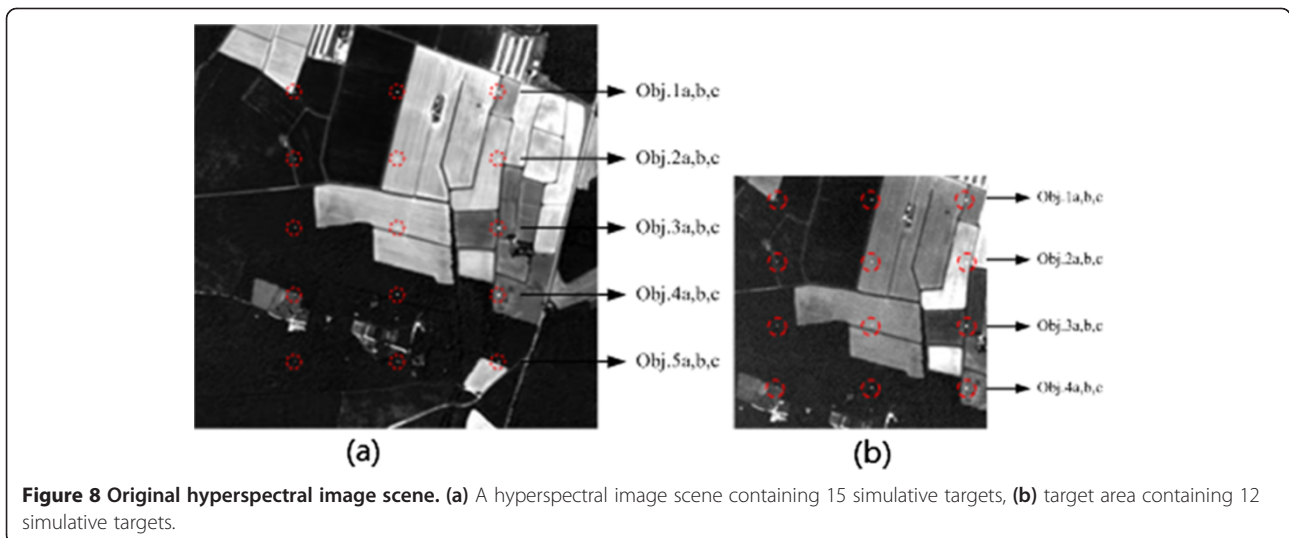 Obj.1a,b,c
Obj.2a,b,c
Obj.3a,b,c
Obj.4a,b,c
Obj.5a,b,c
(a)
Obj.1a,b,c
Obj.2a,b,c
Obj.3a,b,c
Obj.4a,b,c
(b)
Figure 8 Original hyperspectral image scene. (a) A hyperspectral image scene containing 15 simulative targets, (b) target area containing 12
simulative targets.